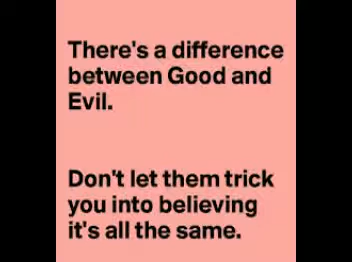 There's a difference
between Good and
Evil.
Don't let them trick
you into believing
it's all the same.